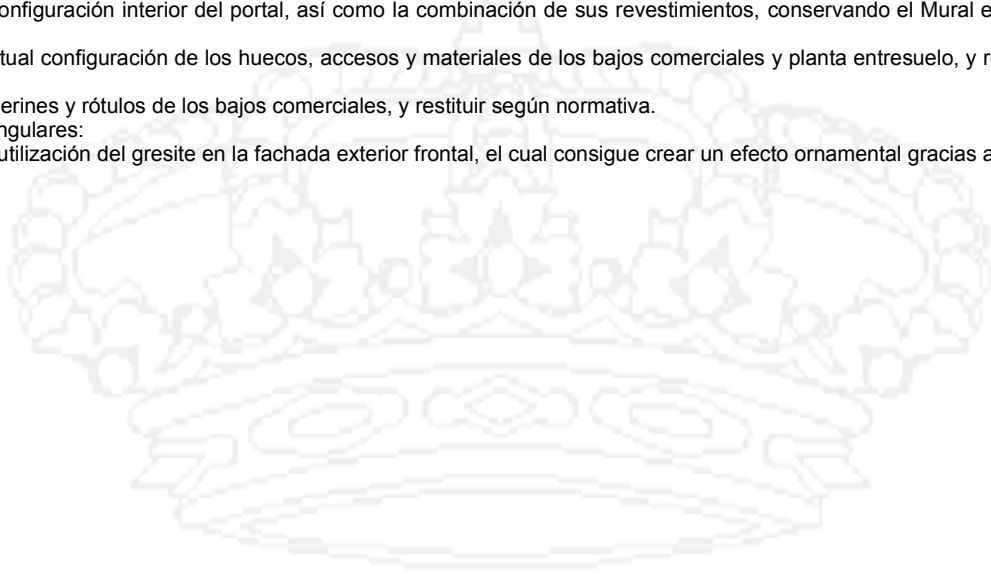 onfiguración interior del portal, así como la combinación de sus revestimientos, conservando el Mural e
tual configuración de los huecos, accesos y materiales de los bajos comerciales y planta entresuelo, y r
erines y rótulos de los bajos comerciales, y restituir según normativa.
ngulares:
utilización del gresite en la fachada exterior frontal, el cual consigue crear un efecto ornamental gracias a